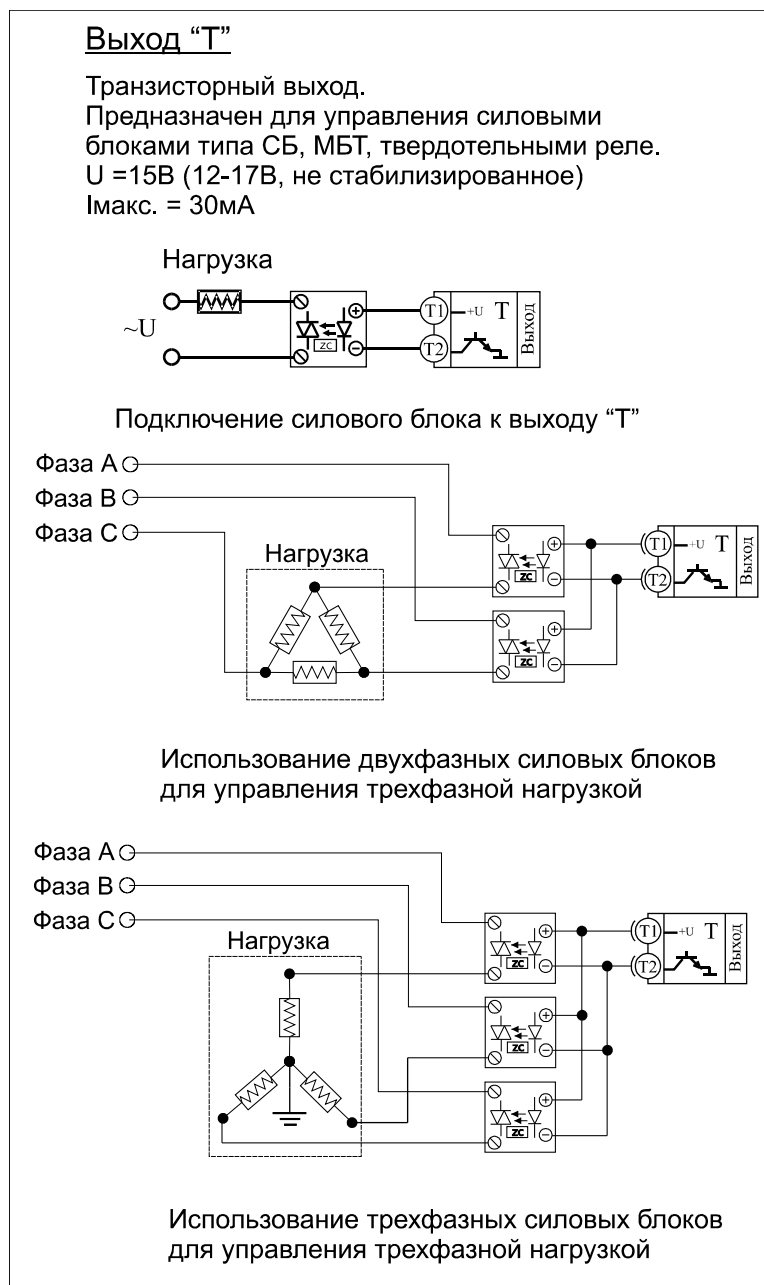 Выход “Т”
Транзисторный выход.
Предназначен для управления силовыми
блоками типа СБ, МБТ, твердотельными реле.
U =15В (12-17В, не стабилизированное)
Iмакс. = 30мА
Нагрузка
~U
ZC
T1
+U
T
T2
Выход
Подключение силового блока к выходу “Т”
Фаза А
Фаза В
Фаза С
Нагрузка
ZC
ZC
T1
+U
T
T2
Выход
Использование двухфазных силовых блоков
для управления трехфазной нагрузкой
Фаза А
Фаза В
Фаза С
Нагрузка
ZC
ZC
ZC
T1
+U
T
T2
Выход
Использование трехфазных силовых блоков
для управления трехфазной нагрузкой